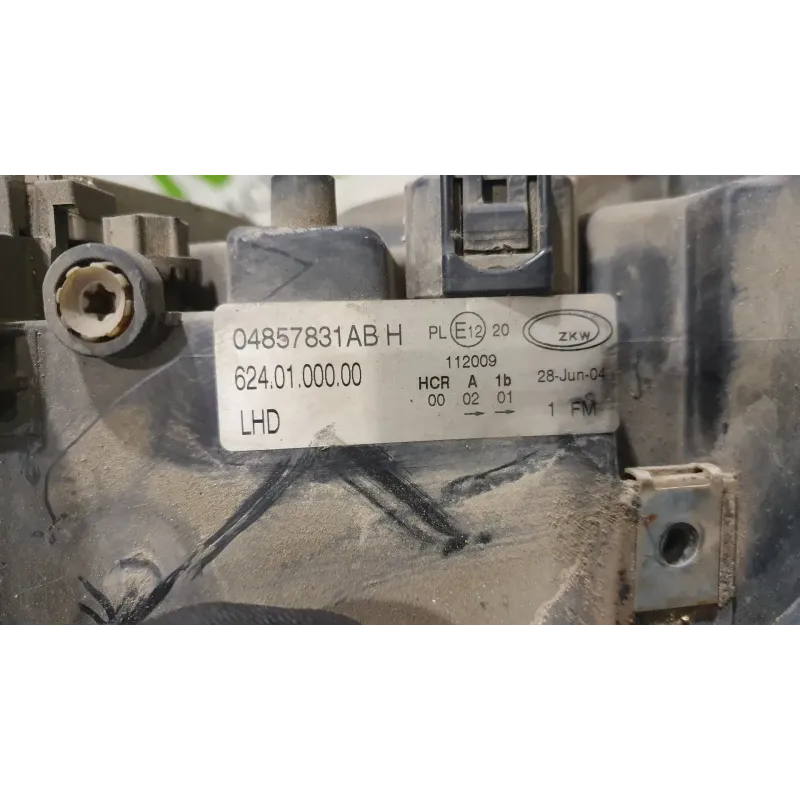 04857831AB H
624.01.000.00
LHD
PL E12 20
112009
HCR A 1b
00 02 01
→ →
ZKW
28-Jun-04
1 FM